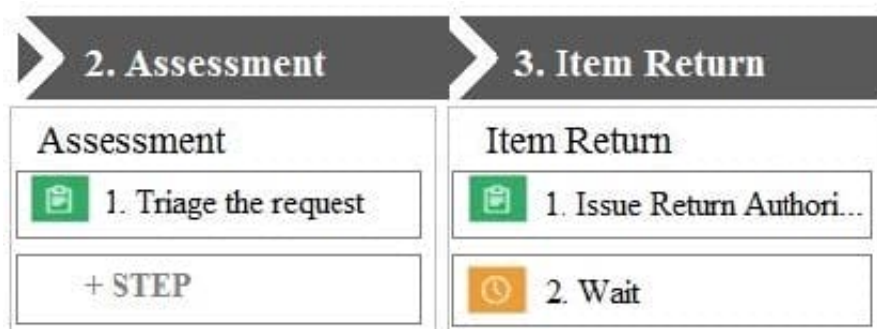 2. Assessment
3. Item Return
Assessment
1. Triage the request
+ STEP
Item Return
1. Issue Return Authori...
2. Wait